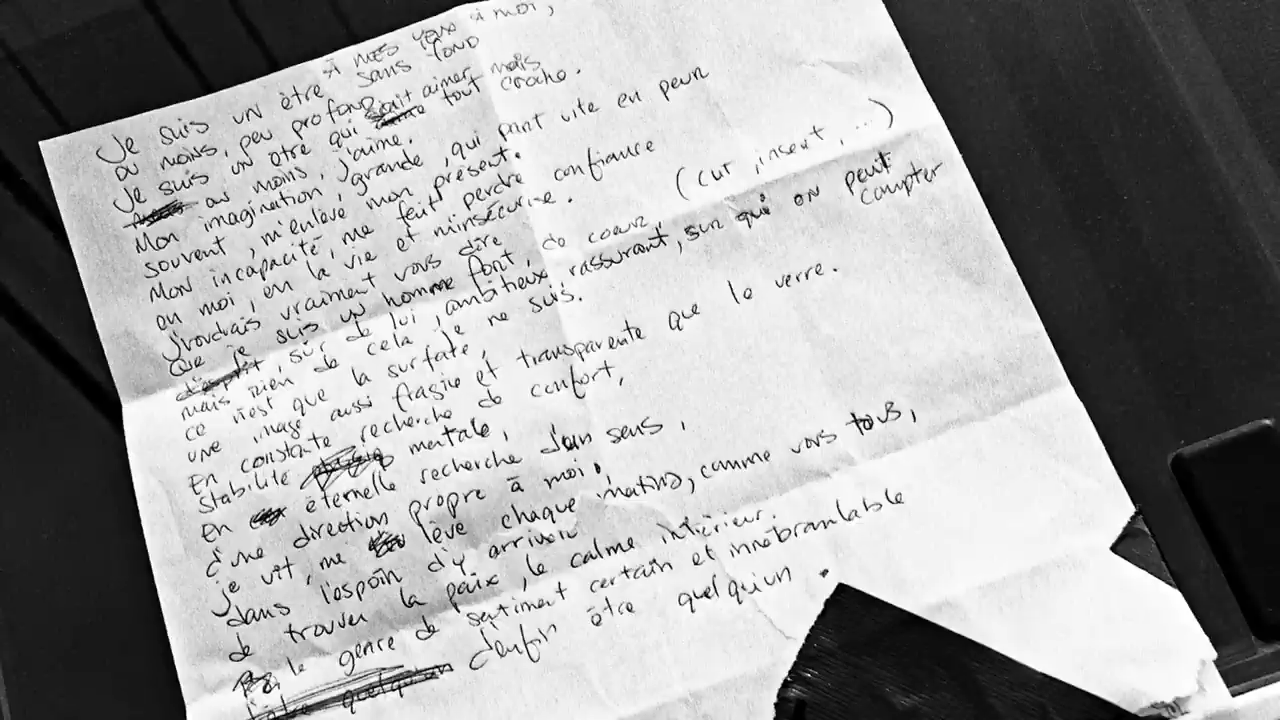 À mes yeux à moi,
Je suis un être sans fond
ou moins, peu profond
Je suis un être qui sait aimer mais
au moins, j'aime. tout croche.
Mon imagination, grande, qui part vite en peur
souvent, m'enlève mon présent.
Mon incapacité, me fait perdre confiance
en moi, en la vie et m'insécurise.
J'voudrais vraiment vous dire (cut, insert, ...)
que je suis un homme fort, de coeur,
sûr de lui, ambitieux, rassurant, sur qui on peut compter
mais rien de cela je ne suis.
ce n'est que la surface,
une image aussi fragile et transparente que le verre.
En constante recherche de confort,
stabilité mentale,
en éternelle recherche d'un sens,
d'une direction propre à moi.
je vit, me lève chaque matins, comme vous tous,
dans l'espoir d'y arriver
de trouver la paix, le calme intérieur.
le genre de sentiment certain et inébranlable
d'enfin être quelqu'un.